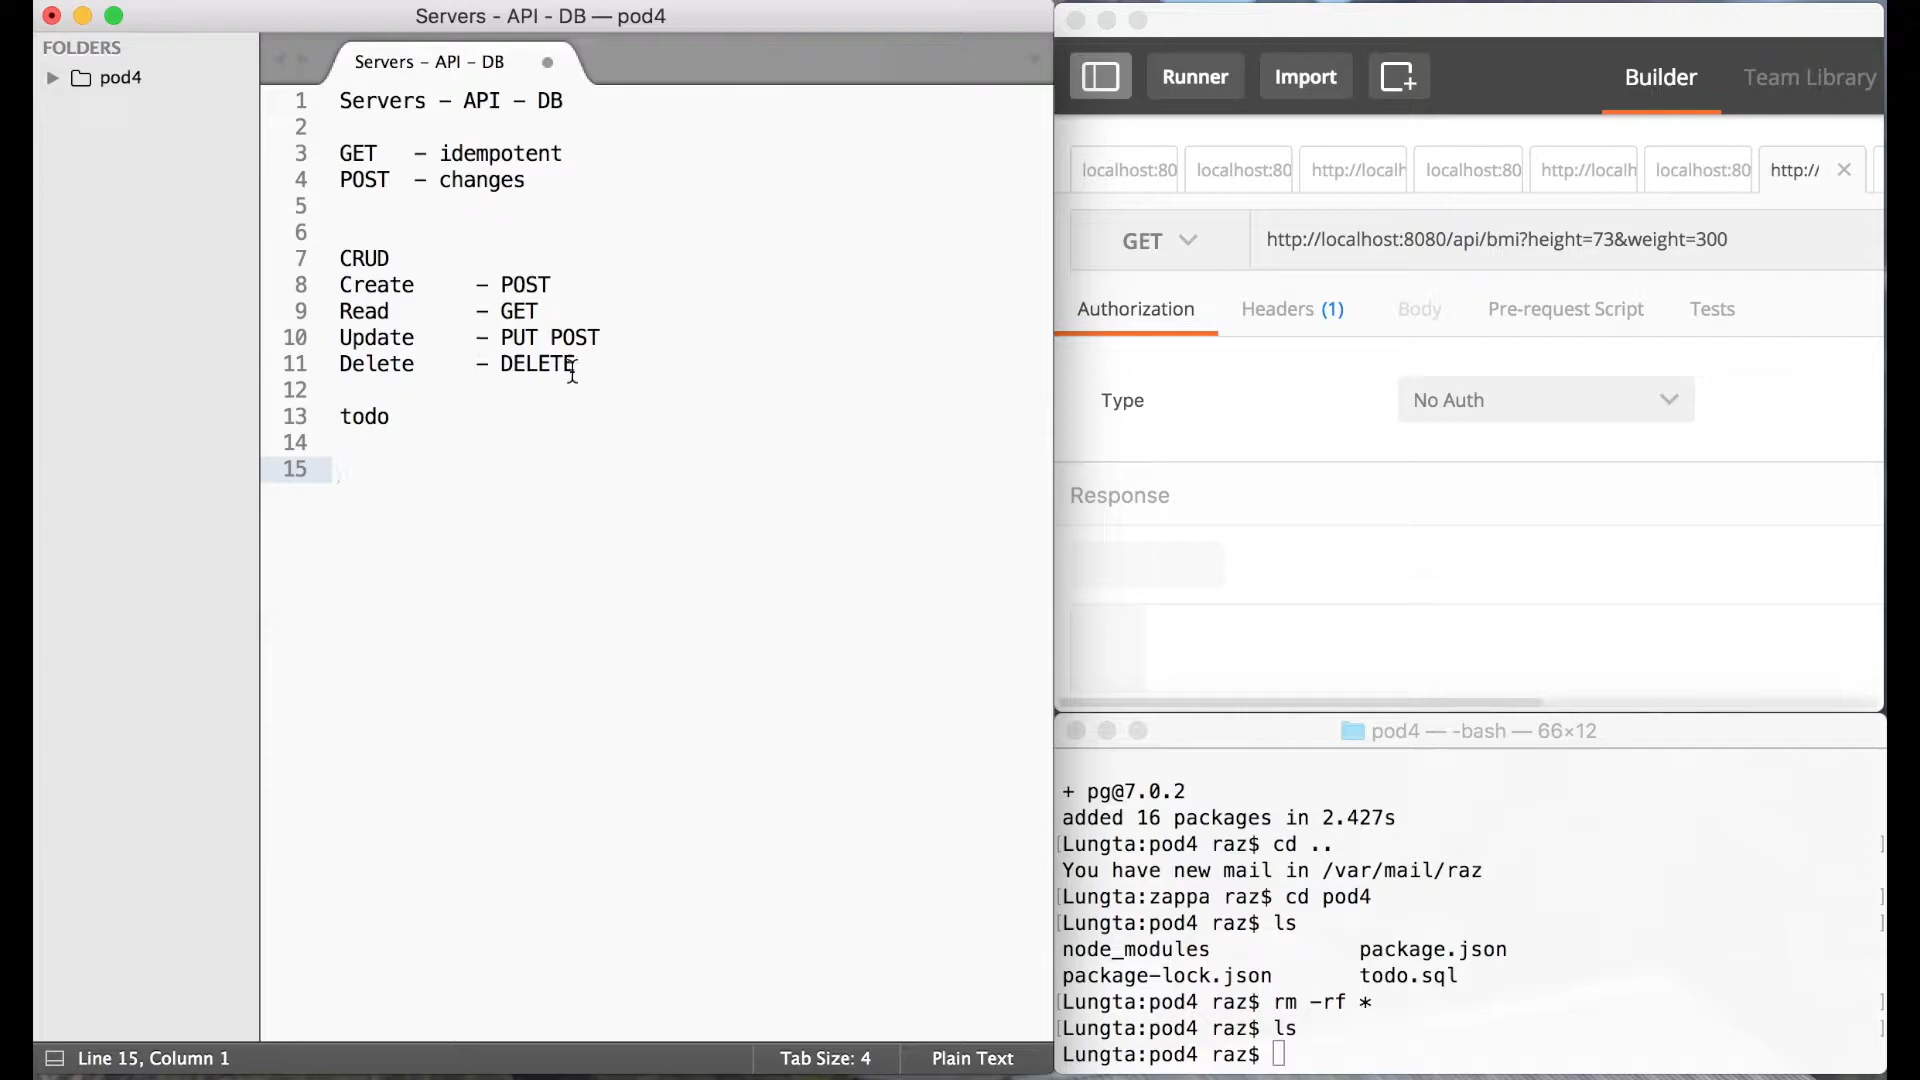 Servers - API - DB — pod4
FOLDERS
pod4
Servers - API - DB
1 Servers - API - DB
2
3 GET - idempotent
4 POST - changes
5
6
7 CRUD
8 Create - POST
9 Read - GET
10 Update - PUT POST
11 Delete - DELETE
12
13 todo
14
15
Line 15, Column 1
Tab Size: 4
Plain Text
Runner
Import
Builder
Team Library
localhost:80
localhost:80
http://localh
localhost:80
http://localh
localhost:80
http://
GET
http://localhost:8080/api/bmi?height=73&weight=300
Authorization
Headers (1)
Body
Pre-request Script
Tests
Type
No Auth
Response
pod4 — -bash — 66×12
+ pg@7.0.2
added 16 packages in 2.427s
[Lungta:pod4 raz$ cd .. ]
You have new mail in /var/mail/raz
[Lungta:zappa raz$ cd pod4 ]
[Lungta:pod4 raz$ ls ]
node_modules package.json
package-lock.json todo.sql
[Lungta:pod4 raz$ rm -rf * ]
[Lungta:pod4 raz$ ls ]
Lungta:pod4 raz$